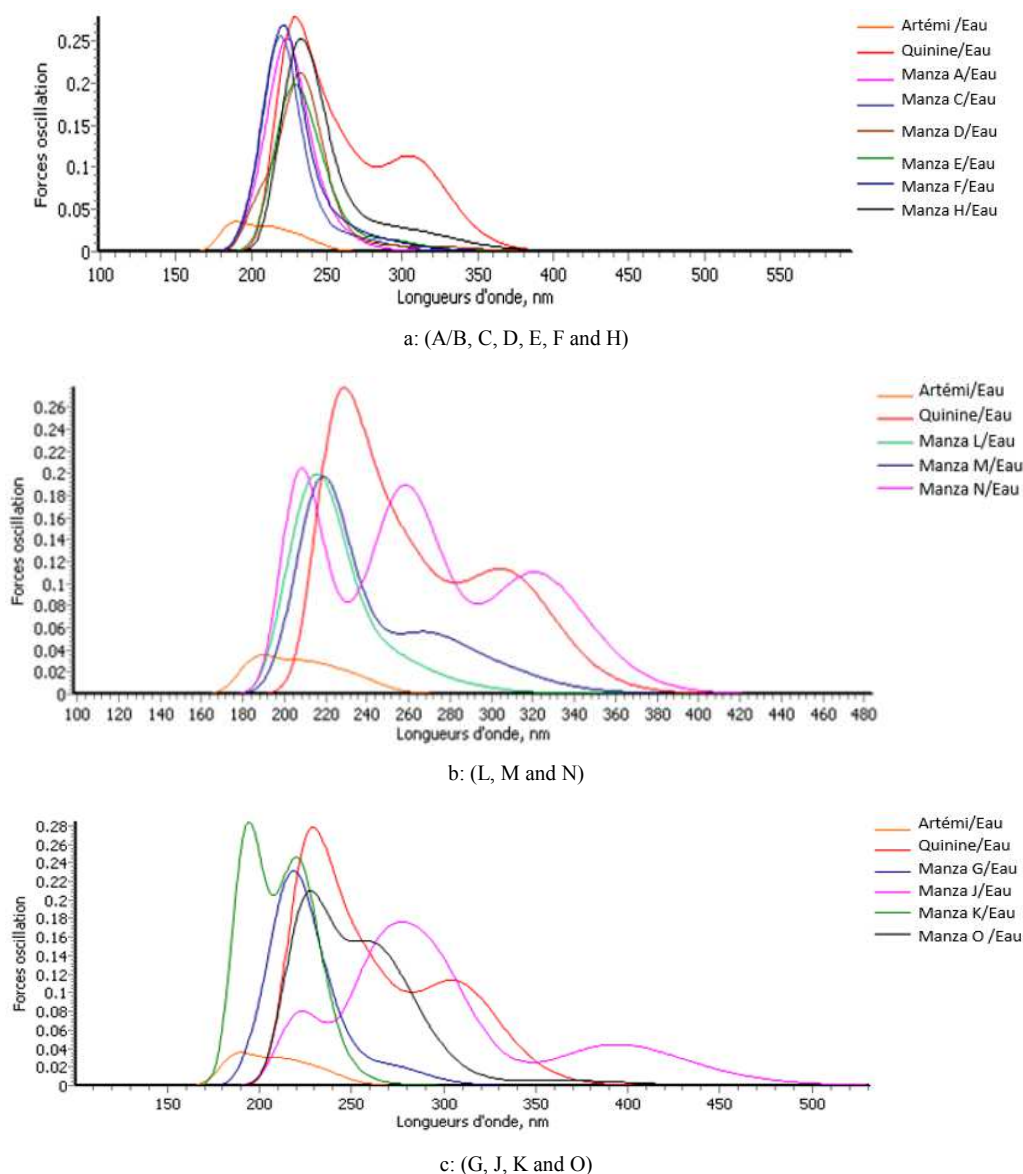 Forces oscillation
0.25
0.2
0.15
0.1
0.05
0
100 150 200 250 300 350 400 450 500 550
Longueurs d'onde, nm
Artémi /Eau
Quinine/Eau
Manza A/Eau
Manza C/Eau
Manza D/Eau
Manza E/Eau
Manza F/Eau
Manza H/Eau
a: (A/B, C, D, E, F and H)
Forces oscillation
0.26
0.24
0.22
0.2
0.18
0.16
0.14
0.12
0.1
0.08
0.06
0.04
0.02
0
100 120 140 160 180 200 220 240 260 280 300 320 340 360 380 400 420 440 460 480
Longueurs d'onde, nm
Artémi/Eau
Quinine/Eau
Manza L/Eau
Manza M/Eau
Manza N/Eau
b: (L, M and N)
Forces oscillation
0.28
0.26
0.24
0.22
0.2
0.18
0.16
0.14
0.12
0.1
0.08
0.06
0.04
0.02
0
150 200 250 300 350 400 450 500
Longueurs d'onde, nm
Artémi/Eau
Quinine/Eau
Manza G/Eau
Manza J/Eau
Manza K/Eau
Manza O /Eau
c: (G, J, K and O)